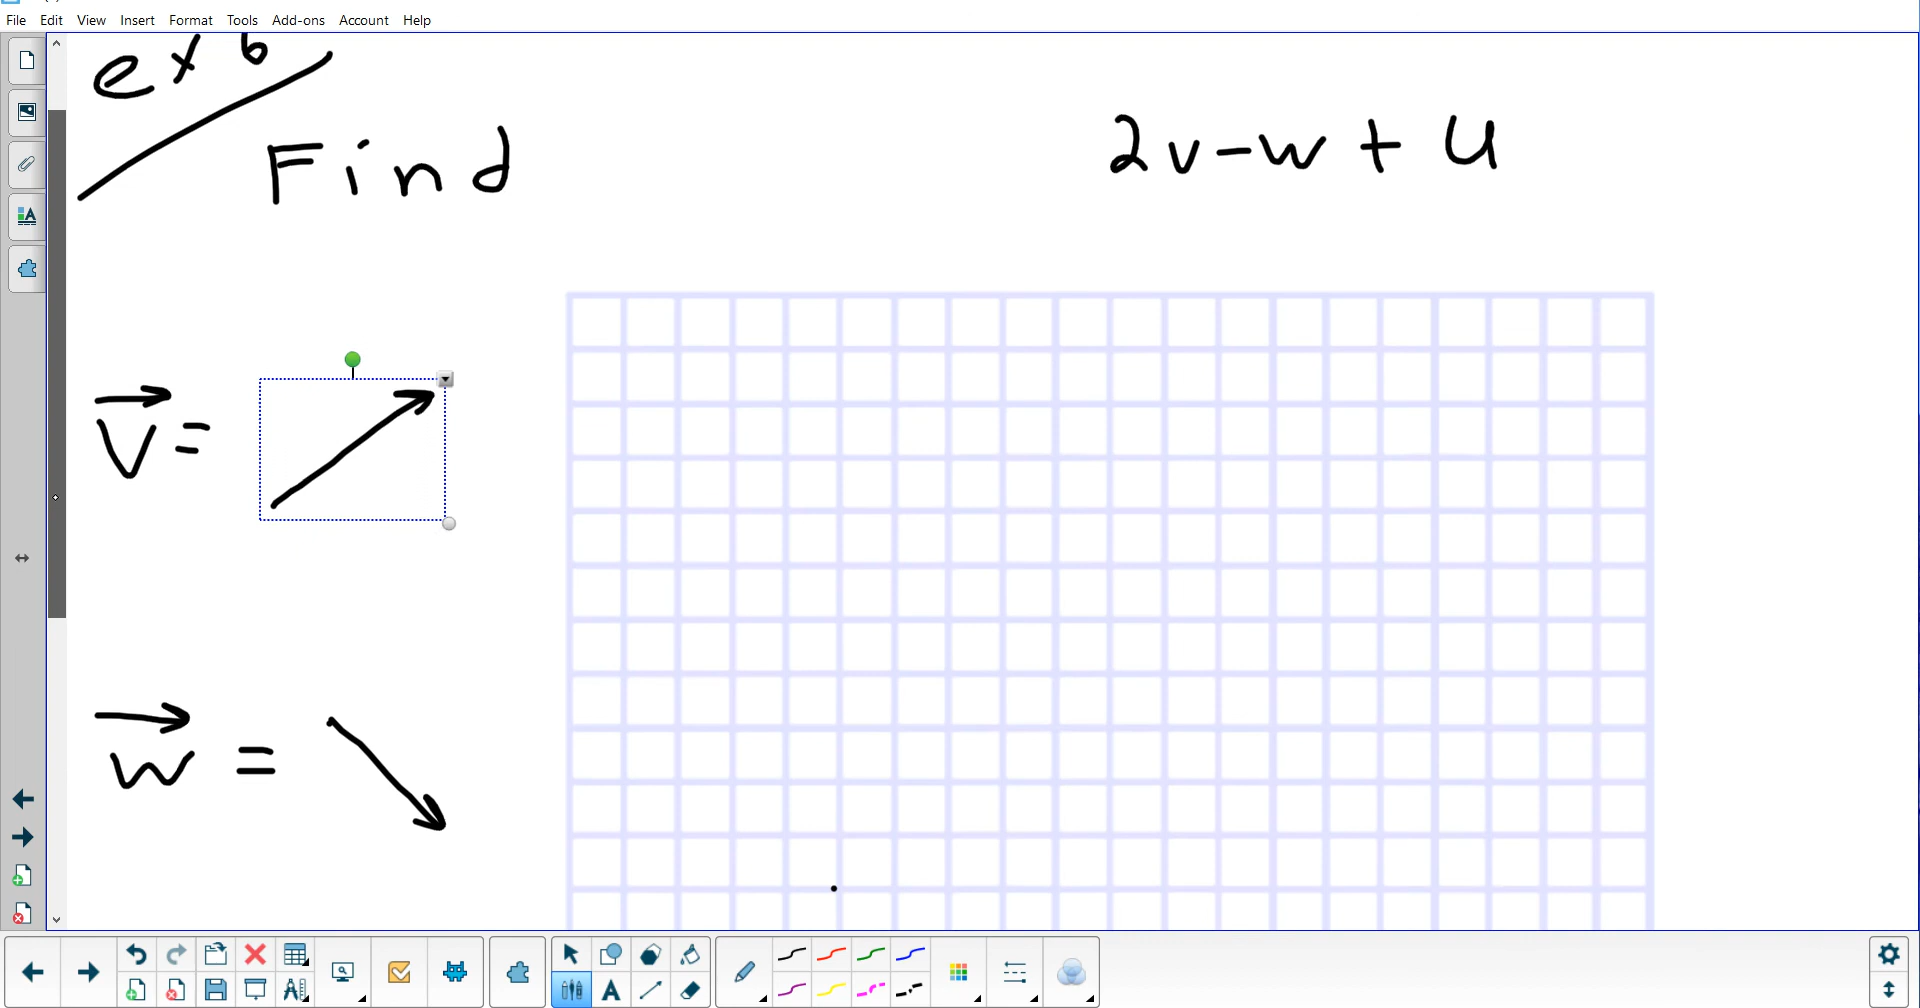 File Edit View Insert Format Tools Add-ons Account Help
ex 6
Find 2v-w+u
v=
w =